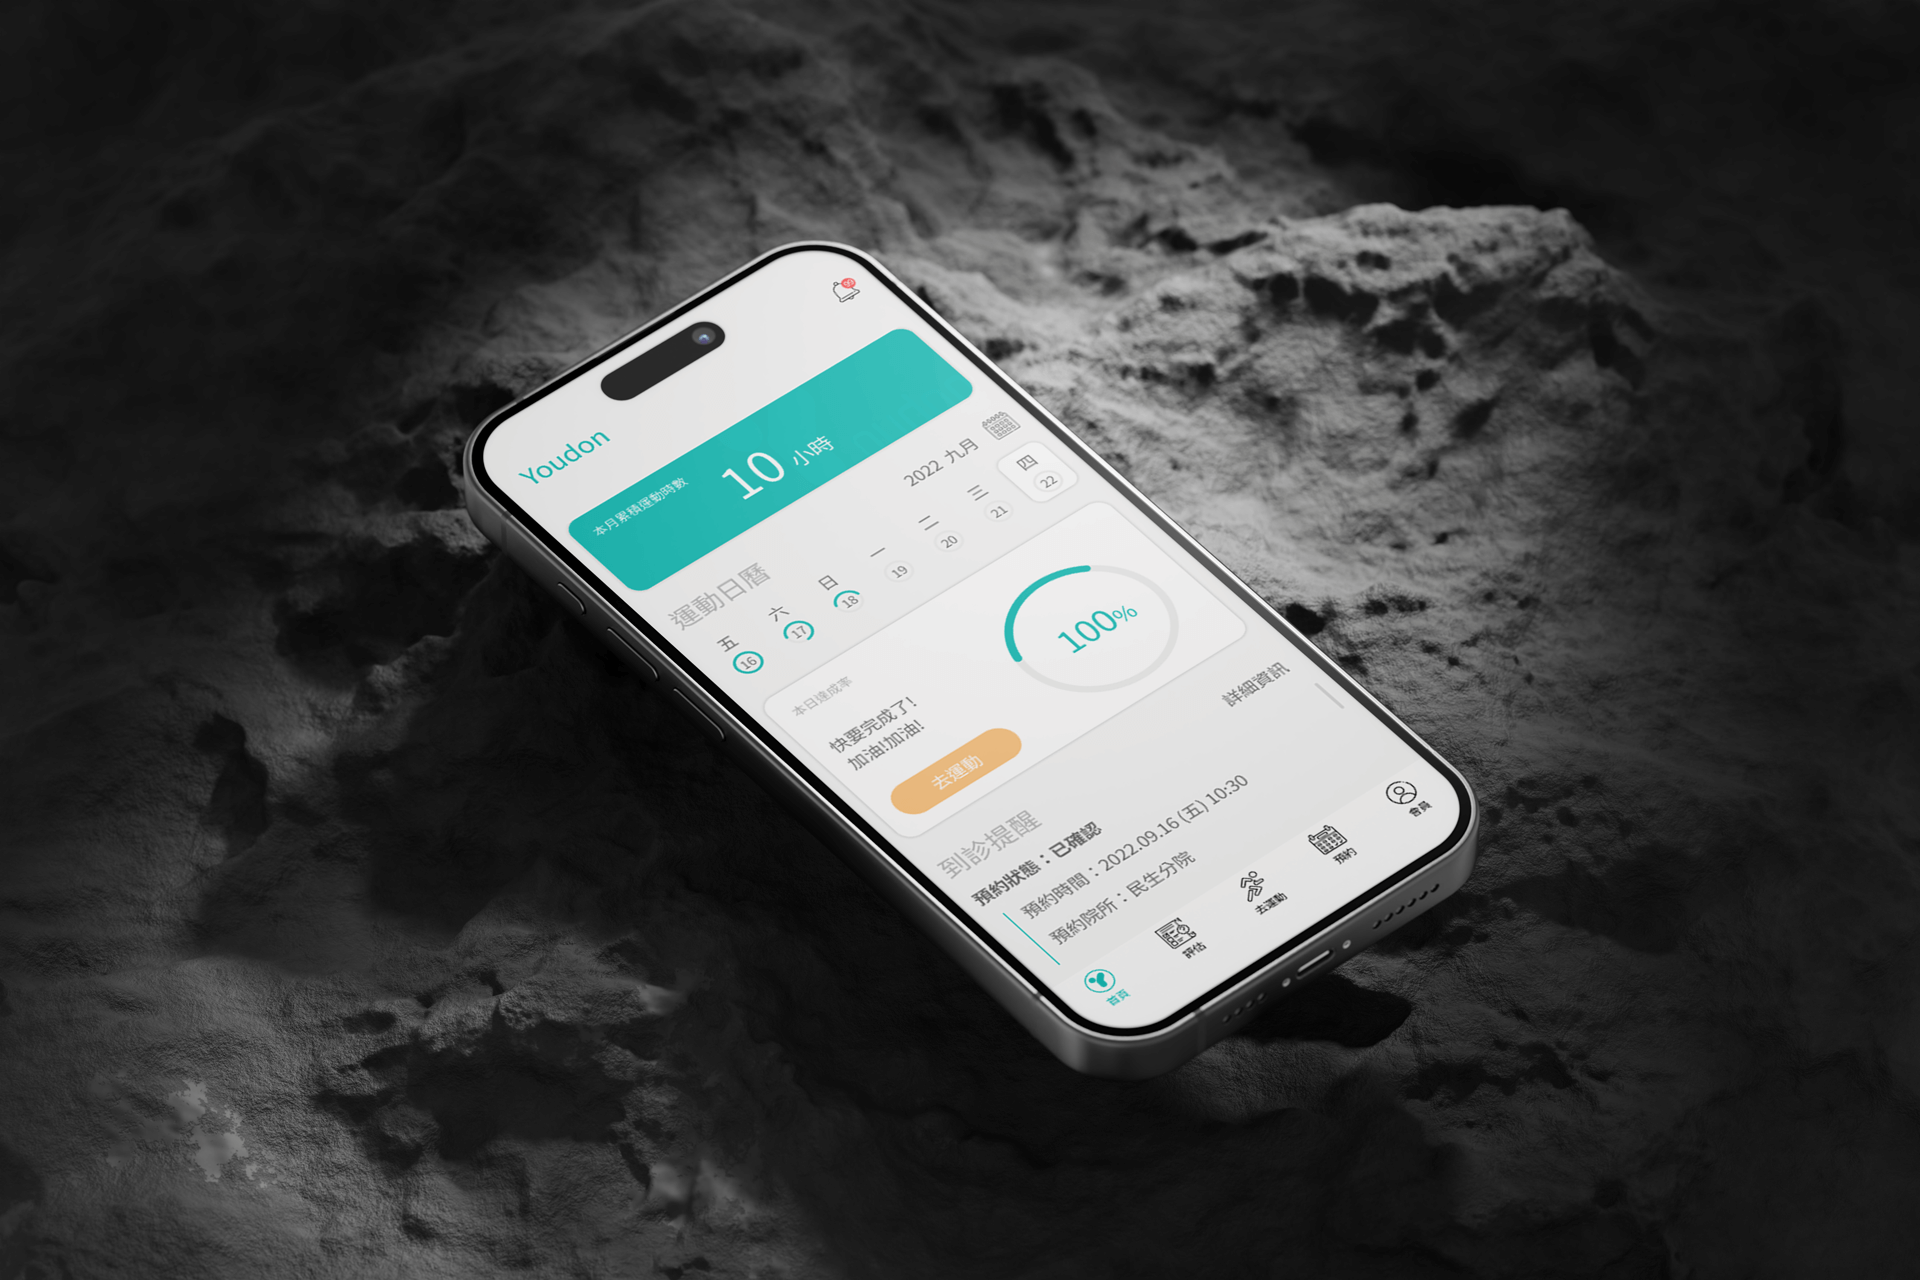 Youdon
本月累積運動時數
10 小時
運動日曆
2022 九月
五 六 日 一 二 三 四
16 17 18 19 20 21 22
本日達成率
快要完成了!
加油!加油!
去運動
100%
到診提醒
詳細資訊
預約狀態：已確認
預約時間：2022.09.16 (五) 10:30
預約院所：民生分院
首頁
評估
去運動
預約
會員